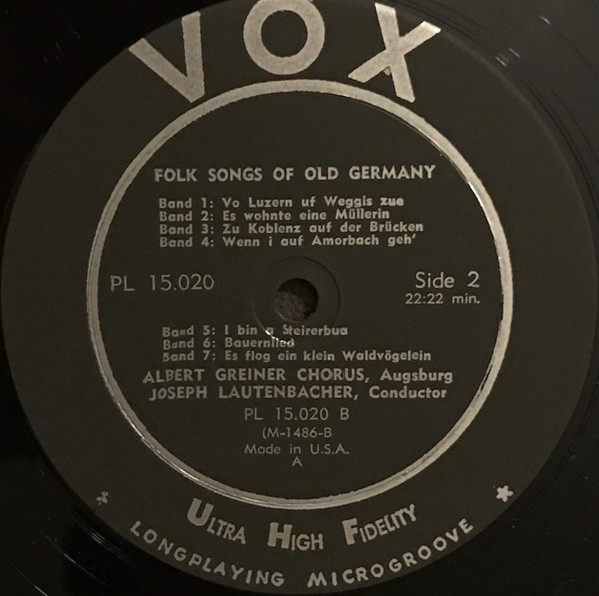 VOX
FOLK SONGS OF OLD GERMANY
Band 1: Vo Luzern uf Weggis zue
Band 2: Es wohnte eine Müllerin
Band 3: Zu Koblenz auf der Brücken
Band 4: Wenn i auf Amorbach geh'
PL 15.020
Side 2
22:22 min.
Band 5: I bin a Steirerbua
Band 6: Bauernlied
Band 7: Es flog ein klein Waldvögelein
ALBERT GREINER CHORUS, Augsburg
JOSEPH LAUTENBACHER, Conductor
PL 15.020 B
(M-1486-B
Made in U.S.A.
A
ULTRA HIGH FIDELITY
LONGPLAYING MICROGROOVE